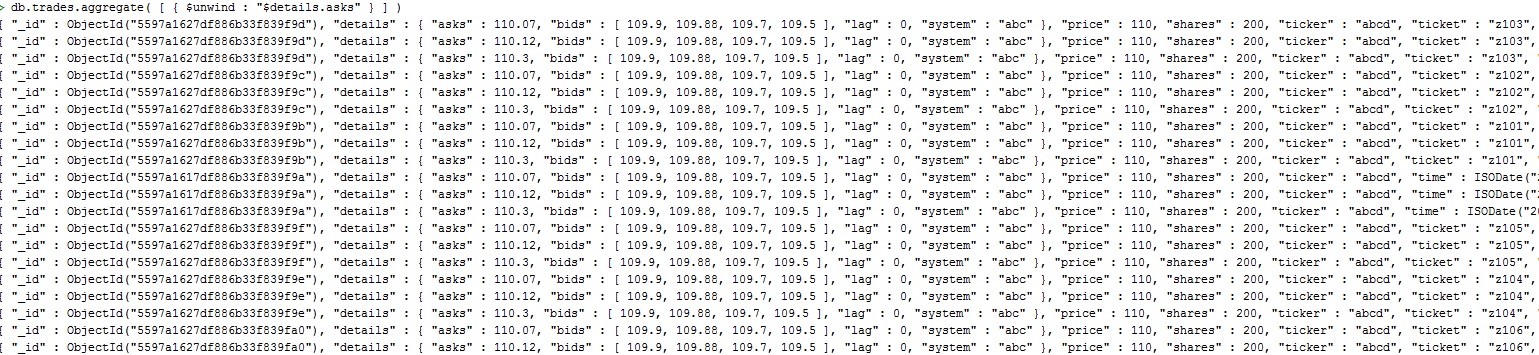 > db.trades.aggregate( [ { $unwind : "$details.asks" } ] )
{ "_id" : ObjectId("5597a1627df886b33f839f9d"), "details" : { "asks" : 110.07, "bids" : [ 109.9, 109.88, 109.7, 109.5 ], "lag" : 0, "system" : "abc" }, "price" : 110, "shares" : 200, "ticker" : "abcd", "ticket" : "z103",
{ "_id" : ObjectId("5597a1627df886b33f839f9d"), "details" : { "asks" : 110.12, "bids" : [ 109.9, 109.88, 109.7, 109.5 ], "lag" : 0, "system" : "abc" }, "price" : 110, "shares" : 200, "ticker" : "abcd", "ticket" : "z103",
{ "_id" : ObjectId("5597a1627df886b33f839f9d"), "details" : { "asks" : 110.3, "bids" : [ 109.9, 109.88, 109.7, 109.5 ], "lag" : 0, "system" : "abc" }, "price" : 110, "shares" : 200, "ticker" : "abcd", "ticket" : "z103", "
{ "_id" : ObjectId("5597a1627df886b33f839f9c"), "details" : { "asks" : 110.07, "bids" : [ 109.9, 109.88, 109.7, 109.5 ], "lag" : 0, "system" : "abc" }, "price" : 110, "shares" : 200, "ticker" : "abcd", "ticket" : "z102",
{ "_id" : ObjectId("5597a1627df886b33f839f9c"), "details" : { "asks" : 110.12, "bids" : [ 109.9, 109.88, 109.7, 109.5 ], "lag" : 0, "system" : "abc" }, "price" : 110, "shares" : 200, "ticker" : "abcd", "ticket" : "z102",
{ "_id" : ObjectId("5597a1627df886b33f839f9c"), "details" : { "asks" : 110.3, "bids" : [ 109.9, 109.88, 109.7, 109.5 ], "lag" : 0, "system" : "abc" }, "price" : 110, "shares" : 200, "ticker" : "abcd", "ticket" : "z102", "
{ "_id" : ObjectId("5597a1627df886b33f839f9b"), "details" : { "asks" : 110.07, "bids" : [ 109.9, 109.88, 109.7, 109.5 ], "lag" : 0, "system" : "abc" }, "price" : 110, "shares" : 200, "ticker" : "abcd", "ticket" : "z101",
{ "_id" : ObjectId("5597a1627df886b33f839f9b"), "details" : { "asks" : 110.12, "bids" : [ 109.9, 109.88, 109.7, 109.5 ], "lag" : 0, "system" : "abc" }, "price" : 110, "shares" : 200, "ticker" : "abcd", "ticket" : "z101",
{ "_id" : ObjectId("5597a1627df886b33f839f9b"), "details" : { "asks" : 110.3, "bids" : [ 109.9, 109.88, 109.7, 109.5 ], "lag" : 0, "system" : "abc" }, "price" : 110, "shares" : 200, "ticker" : "abcd", "ticket" : "z101", "
{ "_id" : ObjectId("5597a1617df886b33f839f9a"), "details" : { "asks" : 110.07, "bids" : [ 109.9, 109.88, 109.7, 109.5 ], "lag" : 0, "system" : "abc" }, "price" : 110, "shares" : 200, "ticker" : "abcd", "time" : ISODate("2
{ "_id" : ObjectId("5597a1617df886b33f839f9a"), "details" : { "asks" : 110.12, "bids" : [ 109.9, 109.88, 109.7, 109.5 ], "lag" : 0, "system" : "abc" }, "price" : 110, "shares" : 200, "ticker" : "abcd", "time" : ISODate("2
{ "_id" : ObjectId("5597a1617df886b33f839f9a"), "details" : { "asks" : 110.3, "bids" : [ 109.9, 109.88, 109.7, 109.5 ], "lag" : 0, "system" : "abc" }, "price" : 110, "shares" : 200, "ticker" : "abcd", "time" : ISODate("20
{ "_id" : ObjectId("5597a1627df886b33f839f9f"), "details" : { "asks" : 110.07, "bids" : [ 109.9, 109.88, 109.7, 109.5 ], "lag" : 0, "system" : "abc" }, "price" : 110, "shares" : 200, "ticker" : "abcd", "ticket" : "z105",
{ "_id" : ObjectId("5597a1627df886b33f839f9f"), "details" : { "asks" : 110.12, "bids" : [ 109.9, 109.88, 109.7, 109.5 ], "lag" : 0, "system" : "abc" }, "price" : 110, "shares" : 200, "ticker" : "abcd", "ticket" : "z105",
{ "_id" : ObjectId("5597a1627df886b33f839f9f"), "details" : { "asks" : 110.3, "bids" : [ 109.9, 109.88, 109.7, 109.5 ], "lag" : 0, "system" : "abc" }, "price" : 110, "shares" : 200, "ticker" : "abcd", "ticket" : "z105", "
{ "_id" : ObjectId("5597a1627df886b33f839f9e"), "details" : { "asks" : 110.07, "bids" : [ 109.9, 109.88, 109.7, 109.5 ], "lag" : 0, "system" : "abc" }, "price" : 110, "shares" : 200, "ticker" : "abcd", "ticket" : "z104",
{ "_id" : ObjectId("5597a1627df886b33f839f9e"), "details" : { "asks" : 110.12, "bids" : [ 109.9, 109.88, 109.7, 109.5 ], "lag" : 0, "system" : "abc" }, "price" : 110, "shares" : 200, "ticker" : "abcd", "ticket" : "z104",
{ "_id" : ObjectId("5597a1627df886b33f839f9e"), "details" : { "asks" : 110.3, "bids" : [ 109.9, 109.88, 109.7, 109.5 ], "lag" : 0, "system" : "abc" }, "price" : 110, "shares" : 200, "ticker" : "abcd", "ticket" : "z104", "
{ "_id" : ObjectId("5597a1627df886b33f839fa0"), "details" : { "asks" : 110.07, "bids" : [ 109.9, 109.88, 109.7, 109.5 ], "lag" : 0, "system" : "abc" }, "price" : 110, "shares" : 200, "ticker" : "abcd", "ticket" : "z106",
{ "_id" : ObjectId("5597a1627df886b33f839fa0"), "details" : { "asks" : 110.12, "bids" : [ 109.9, 109.88, 109.7, 109.5 ], "lag" : 0, "system" : "abc" }, "price" : 110, "shares" : 200, "ticker" : "abcd", "ticket" : "z106",